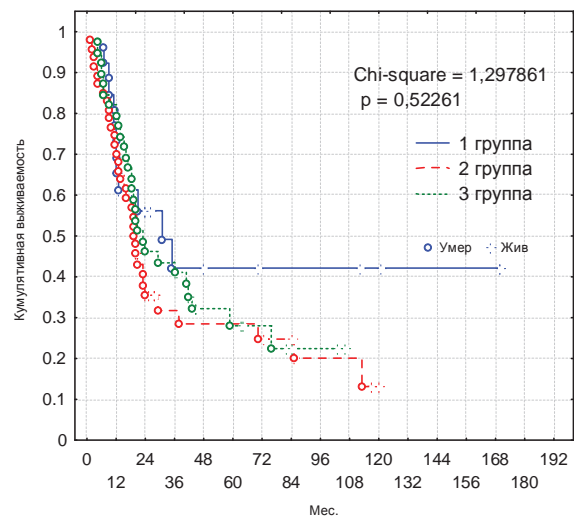 Кумулятивная выживаемость
1
0.9
0.8
0.7
0.6
0.5
0.4
0.3
0.2
0.1
0
Chi-square = 1,297861
p = 0,52261
1 группа
2 группа
3 группа
Умер Жив
0 24 48 72 96 120 144 168 192
12 36 60 84 108 132 156 180
Мес.